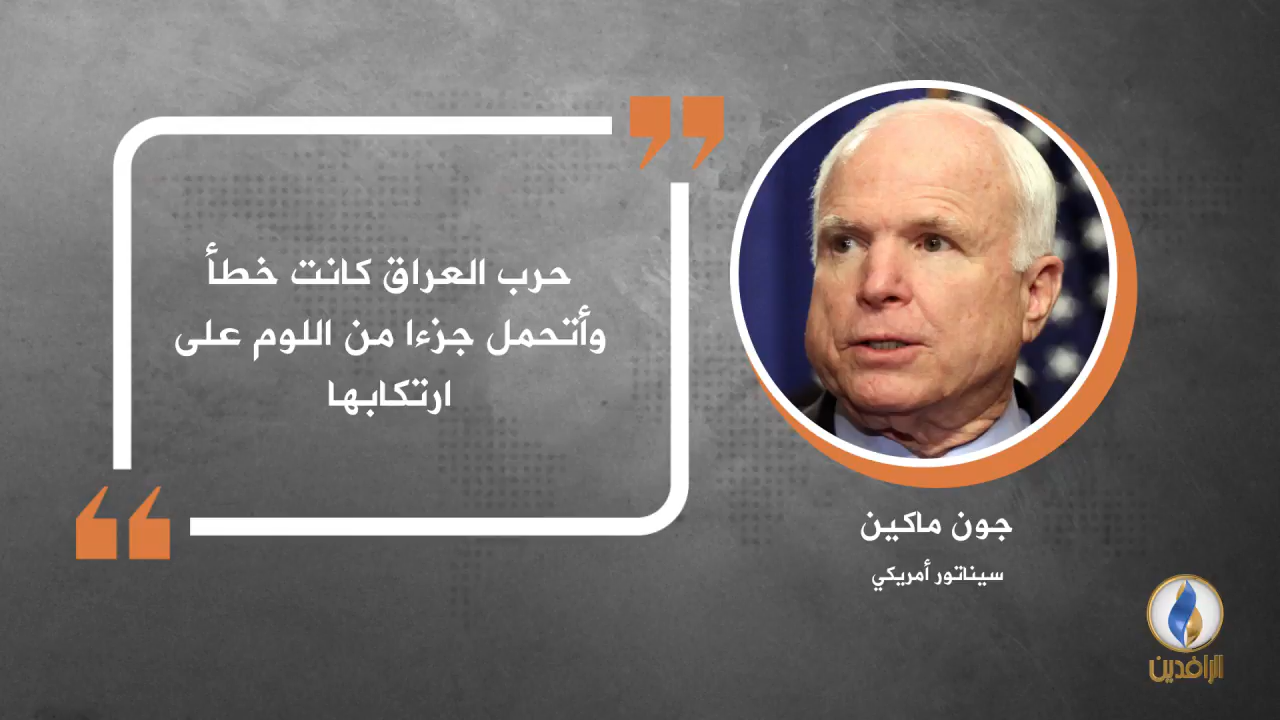 حرب العراق كانت خطأ
وأتحمل جزءا من اللوم على
ارتكابها
جون ماكين
سيناتور أمريكي
الرافدين